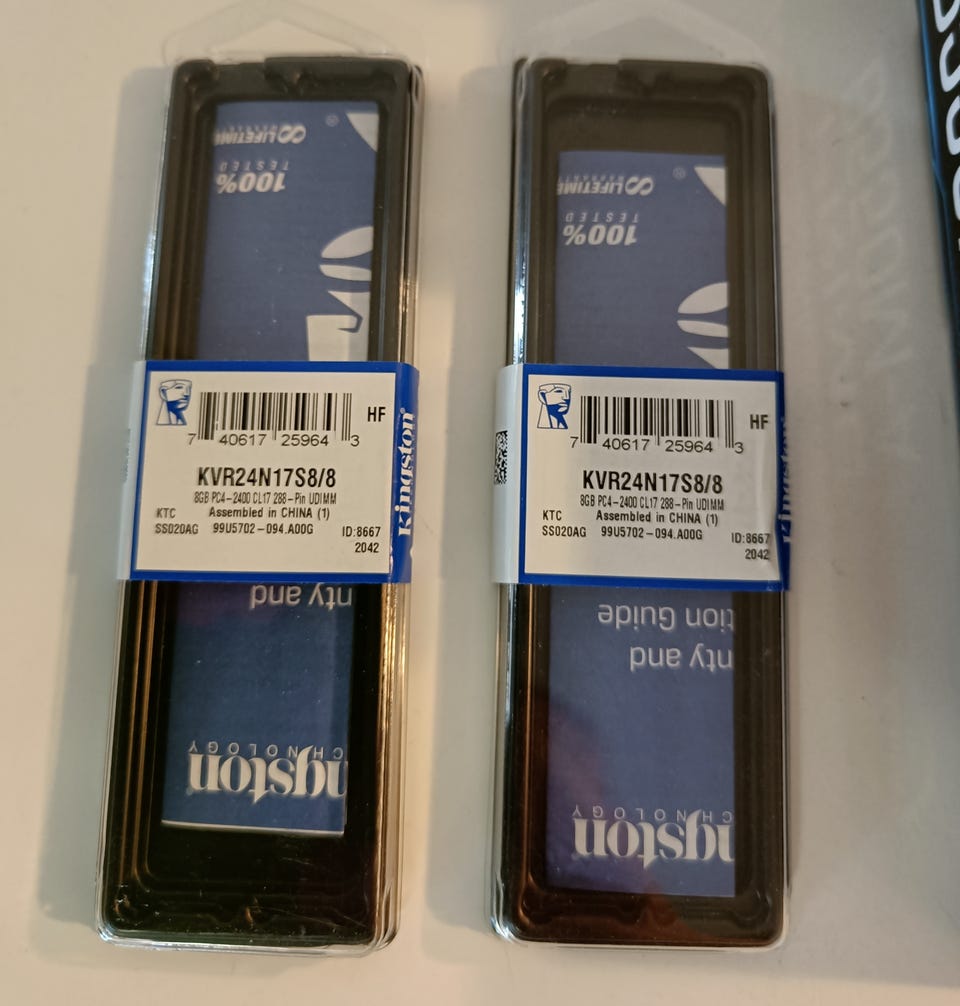 LIFETIME
100%
TESTED
7 40617 25964 3
HF
KVR24N17S8/8
8GB PC4-2400 CL17 288-Pin UDIMM
Assembled in CHINA (1)
KTC
SS020AG 99U5702-094.A00G
ID:8667
2042
Kingston
nty and
CHNOLOGY
ngston
LIFETIME
100%
TESTED
7 40617 25964 3
HF
KVR24N17S8/8
8GB PC4-2400 CL17 288-Pin UDIMM
Assembled in CHINA (1)
KTC
SS020AG 99U5702-094.A00G
ID:8667
2042
Kingston
tion Guide
nty and
CHNOLOGY
ngston